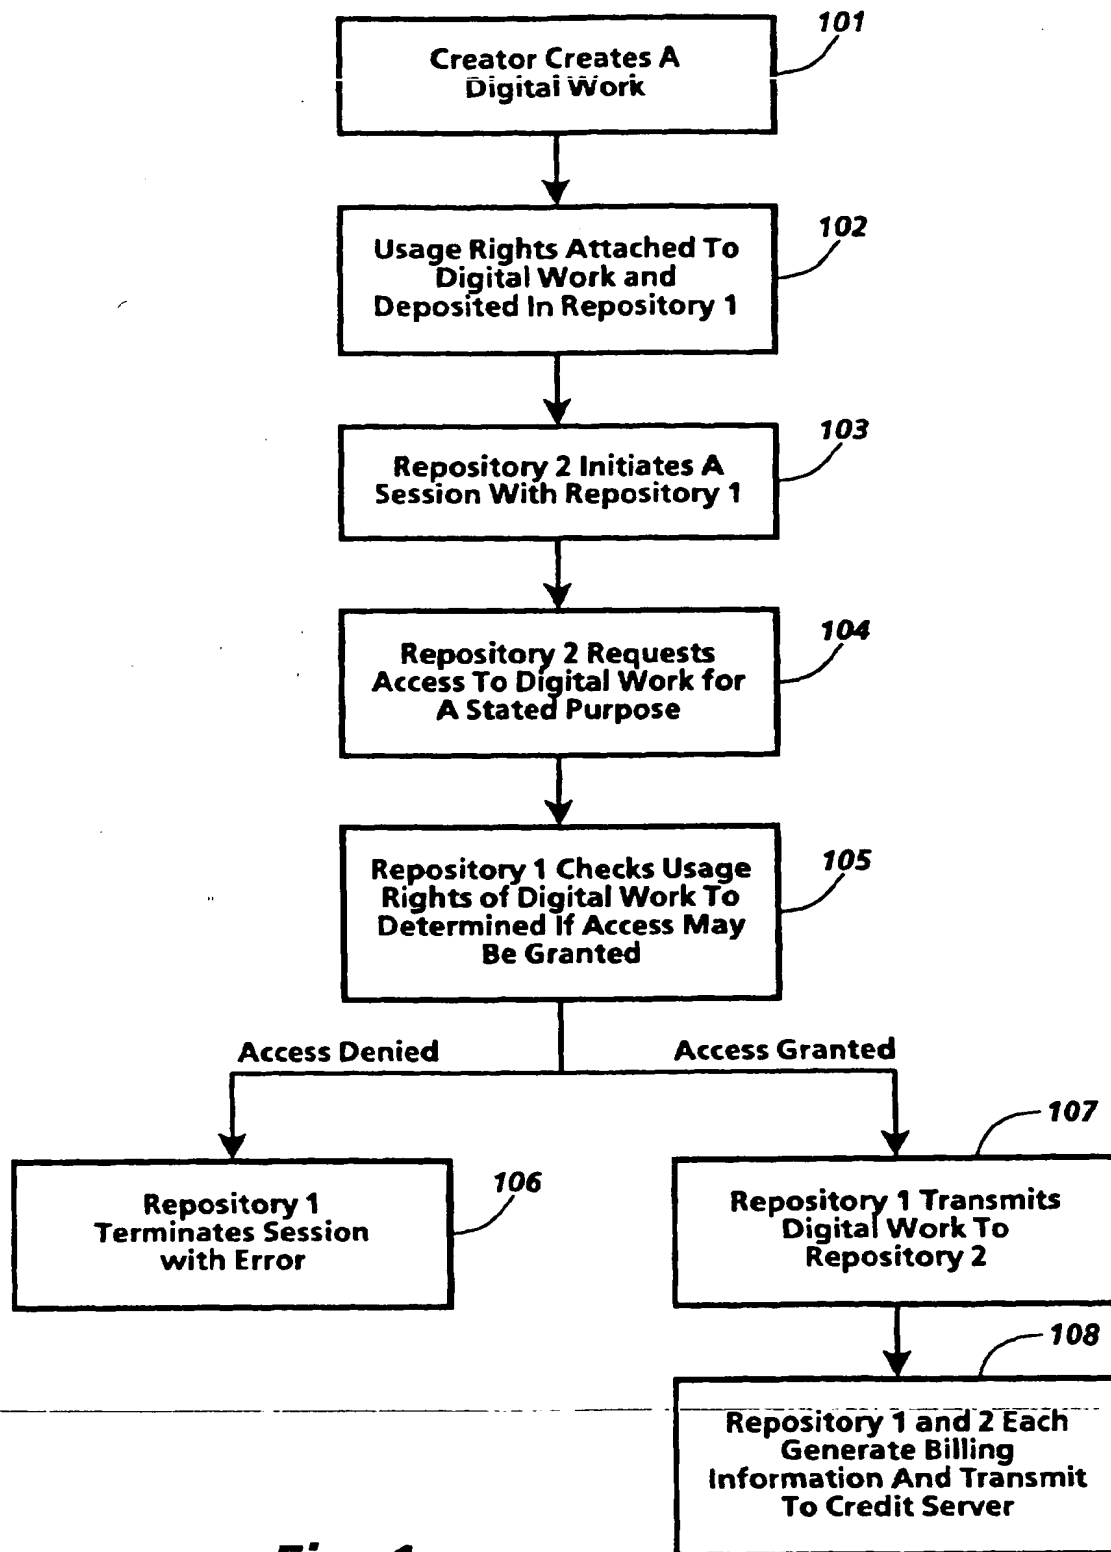 101
Creator Creates A
Digital Work
102
Usage Rights Attached To
Digital Work and
Deposited In Repository 1
103
Repository 2 Initiates A
Session With Repository 1
104
Repository 2 Requests
Access To Digital Work for
A Stated Purpose
105
Repository 1 Checks Usage
Rights of Digital Work To
Determined If Access May
Be Granted
Access Denied
Access Granted
106
Repository 1
Terminates Session
with Error
107
Repository 1 Transmits
Digital Work To
Repository 2
108
Repository 1 and 2 Each
Generate Billing
Information And Transmit
To Credit Server